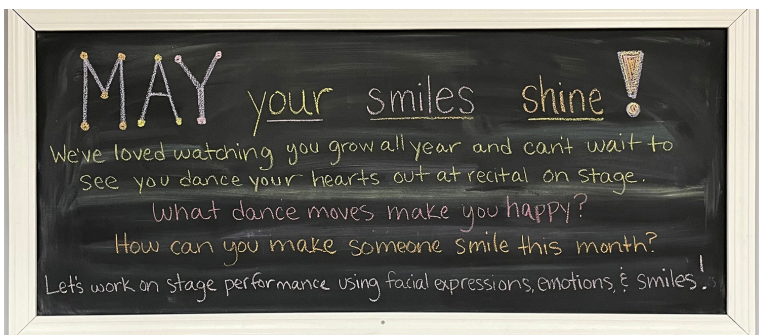 MAY your smiles shine!
We've loved watching you grow all year and can't wait to
see you dance your hearts out at recital on stage.
What dance moves make you happy?
How can you make someone smile this month?
Let's work on stage performance using facial expressions, emotions, & smiles!